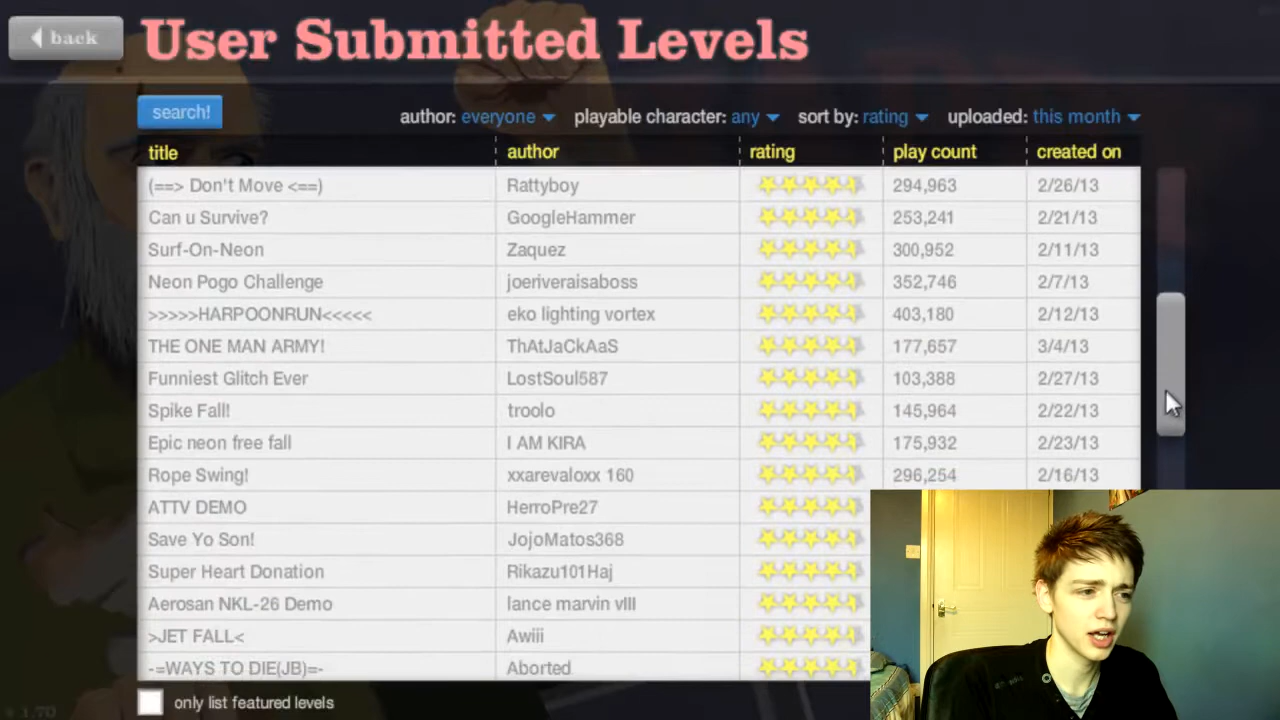 back
User Submitted Levels
search!
author: everyone playable character: any sort by: rating uploaded: this month
title author rating play count created on
(==> Don't Move <==) Rattyboy 294,963 2/26/13
Can u Survive? GoogleHammer 253,241 2/21/13
Surf-On-Neon Zaquez 300,952 2/11/13
Neon Pogo Challenge joeriveraisaboss 352,746 2/7/13
>>>>>HARPOONRUN<<<<< eko lighting vortex 403,180 2/12/13
THE ONE MAN ARMY! ThAtJaCkAaS 177,657 3/4/13
Funniest Glitch Ever LostSoul587 103,388 2/27/13
Spike Fall! troolo 145,964 2/22/13
Epic neon free fall I AM KIRA 175,932 2/23/13
Rope Swing! xxarevaloxx 160 296,254 2/16/13
ATTV DEMO HerroPre27
Save Yo Son! JojoMatos368
Super Heart Donation Rikazu101Haj
Aerosan NKL-26 Demo lance marvin vIII
>JET FALL< Awiii
-=WAYS TO DIE(JB)=- Aborted
only list featured levels
1.70